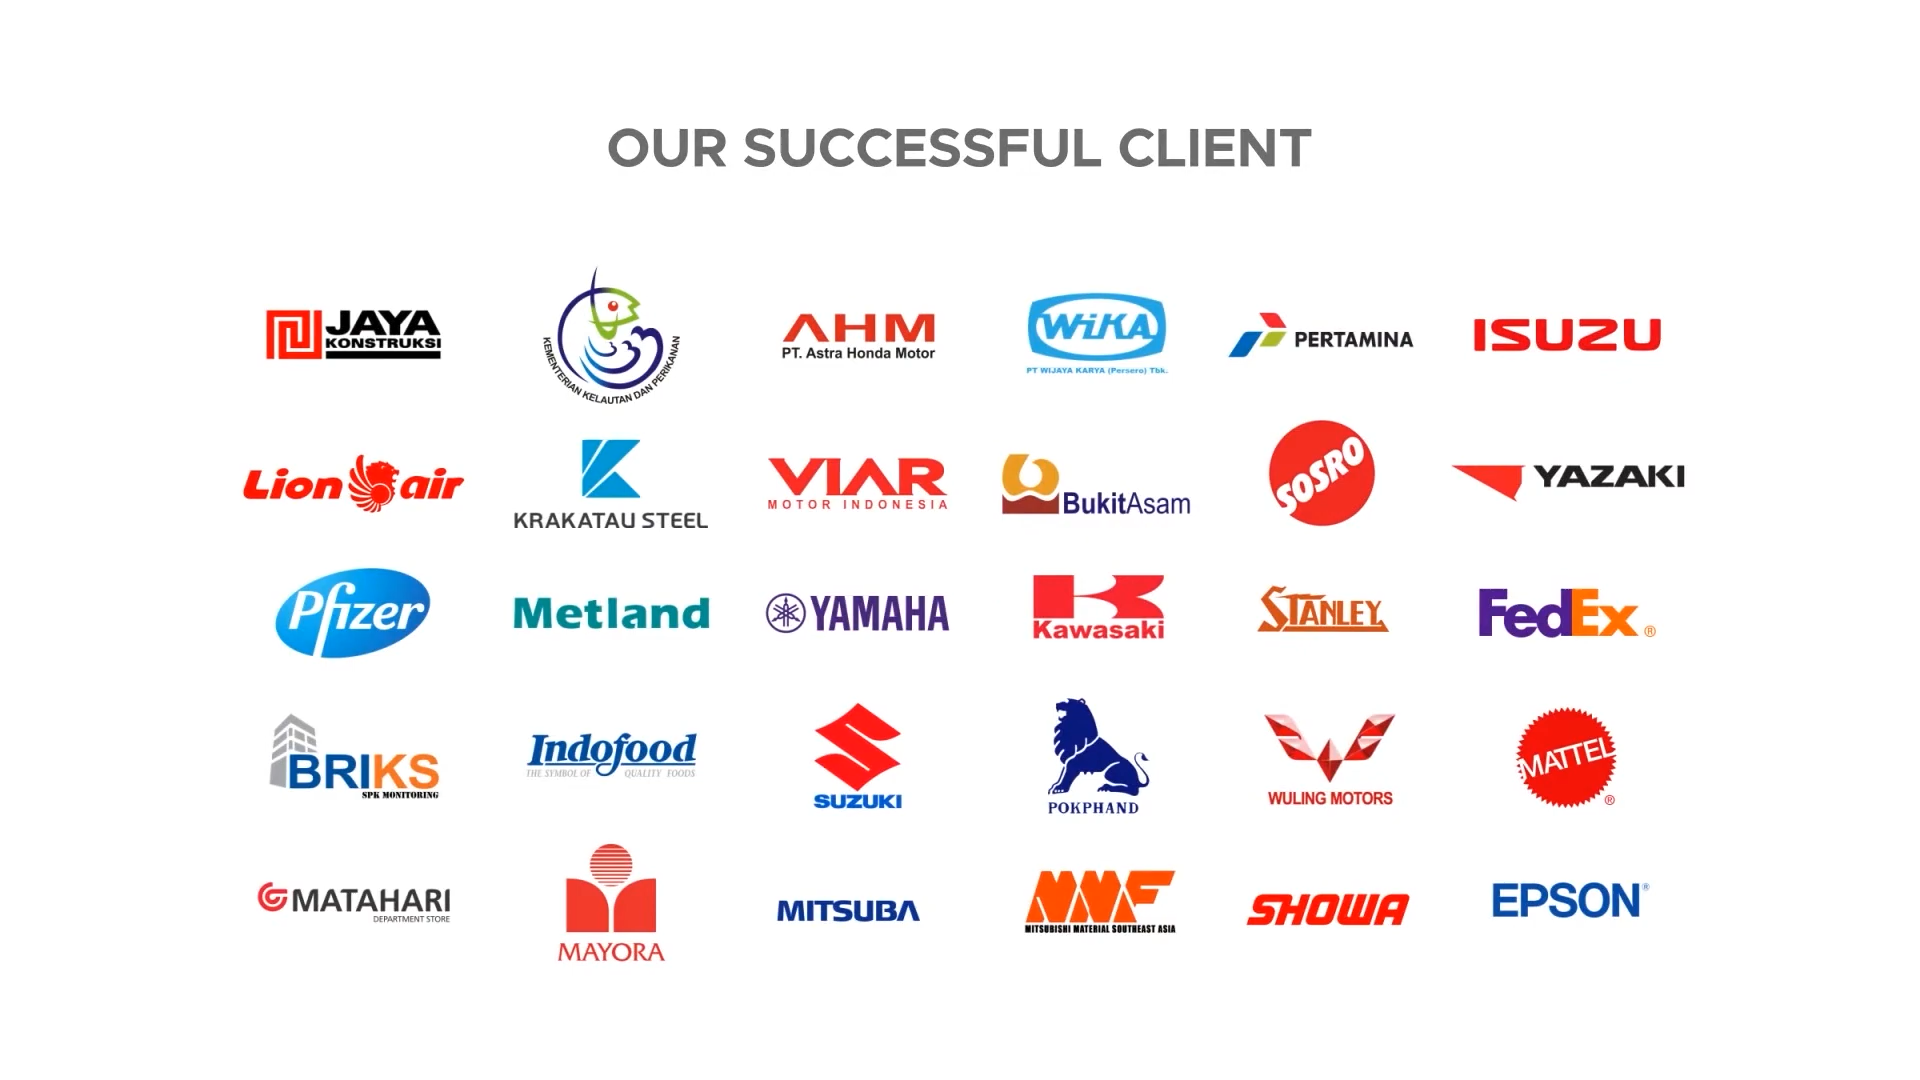 OUR SUCCESSFUL CLIENT
JAYA
KONSTRUKSI
KEMENTERIAN KELAUTAN DAN PERIKANAN
AHM
PT. Astra Honda Motor
WiKA
PT WIJAYA KARYA (Persero) Tbk.
PERTAMINA
ISUZU
Lion air
KRAKATAU STEEL
VIAR
MOTOR INDONESIA
BukitAsam
SOSRO
YAZAKI
Pfizer
Metland
YAMAHA
Kawasaki
STANLEY
FedEx ®
BRIKS
SPK MONITORING
Indofood
THE SYMBOL OF QUALITY FOODS
SUZUKI
POKPHAND
WULING MOTORS
MATTEL
®
MATAHARI
DEPARTMENT STORE
MAYORA
MITSUBA
MMF
MITSUBISHI MATERIAL SOUTHEAST ASIA
SHOWA
EPSON®